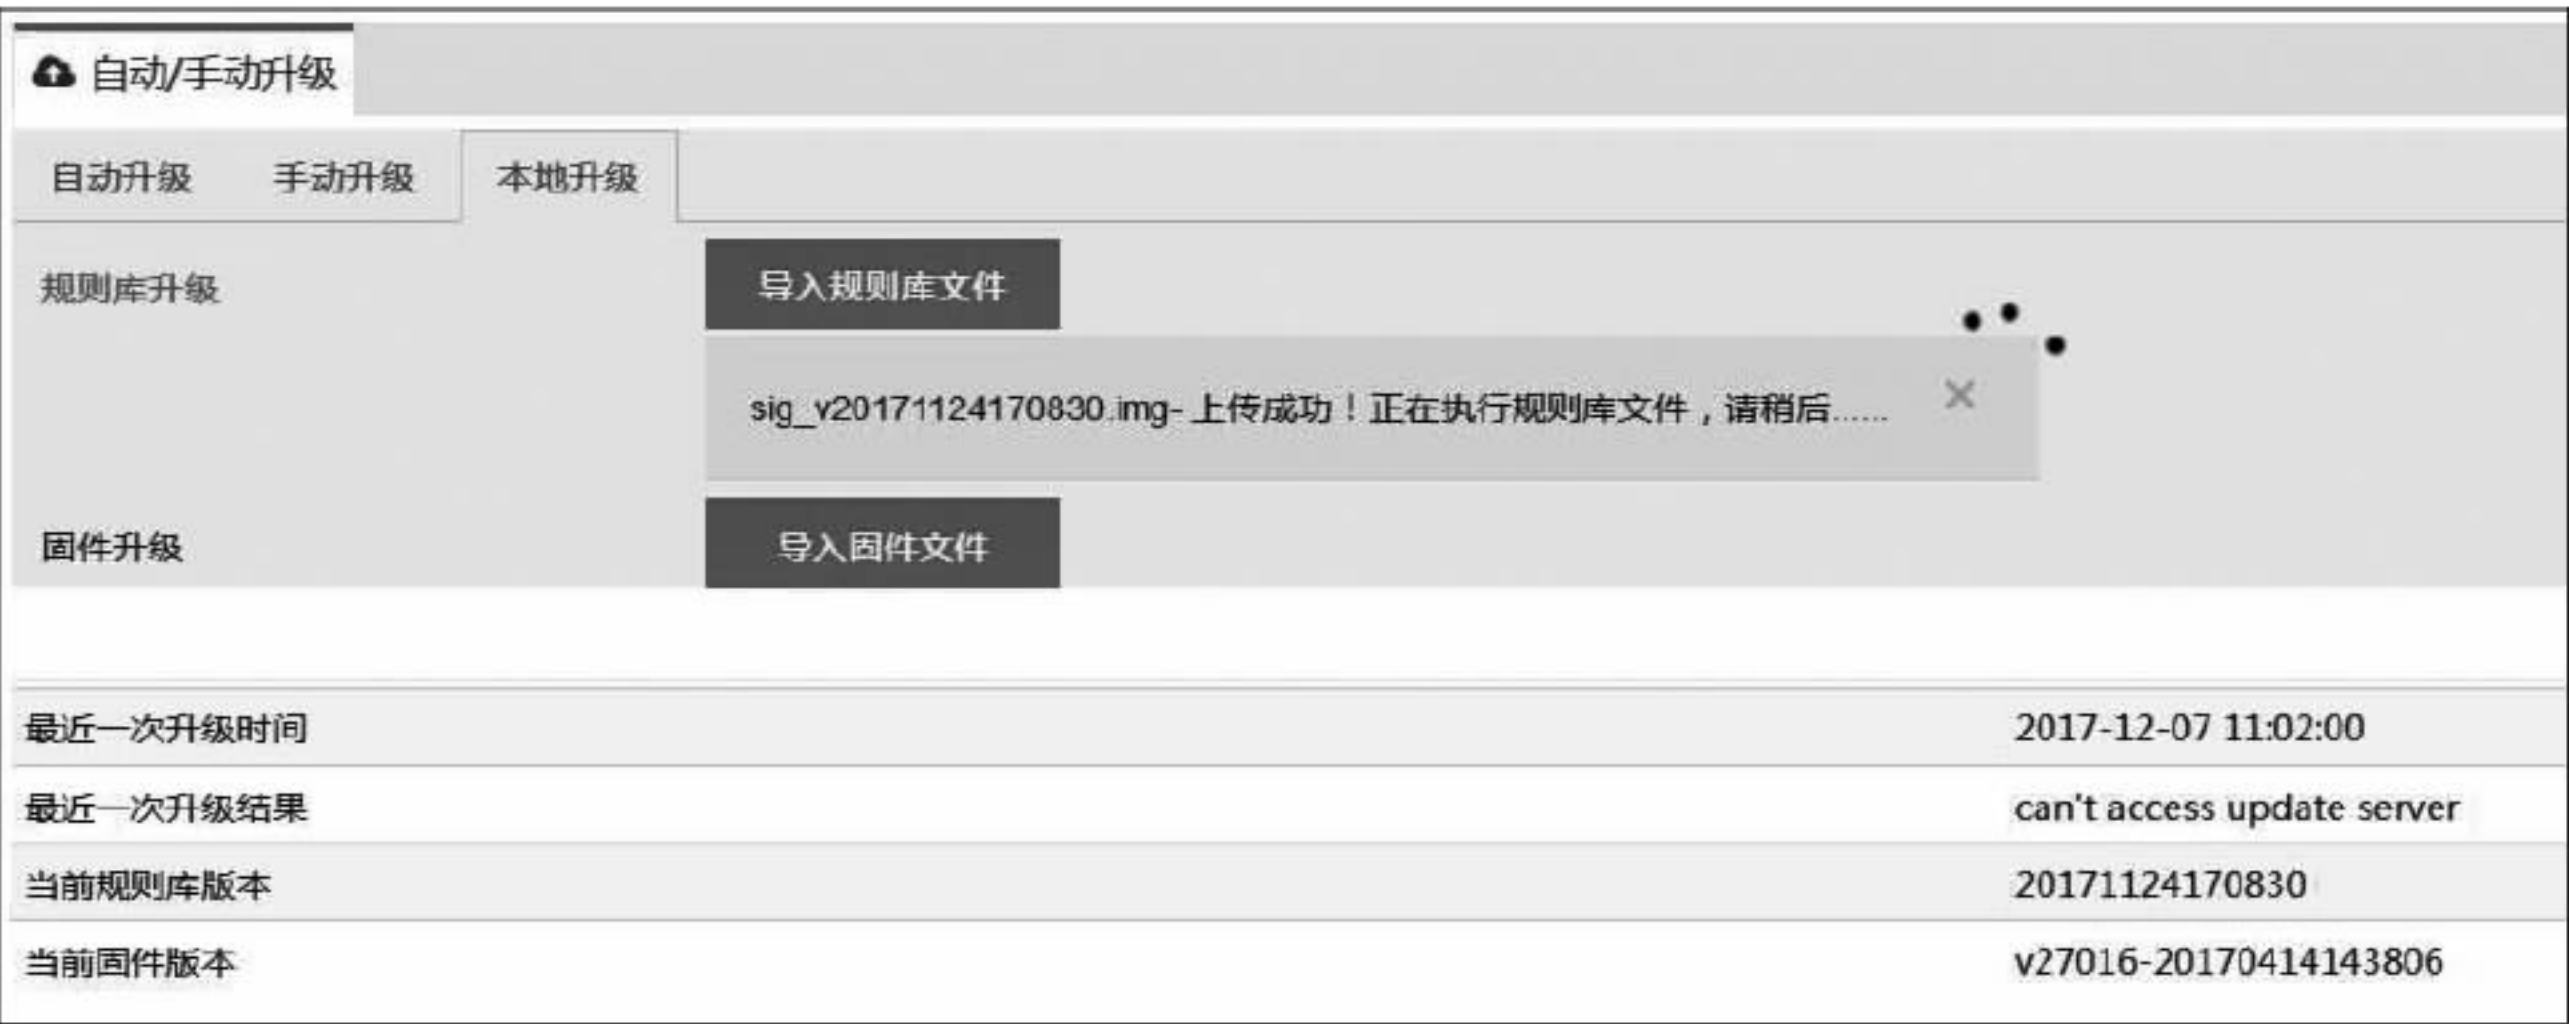 自动/手动升级
自动升级 手动升级 本地升级
规则库升级 导入规则库文件
sig_v20171124170830.img- 上传成功！正在执行规则库文件，请稍后......
固件升级 导入固件文件
最近一次升级时间 2017-12-07 11:02:00
最近一次升级结果 can't access update server
当前规则库版本 20171124170830
当前固件版本 v27016-20170414143806